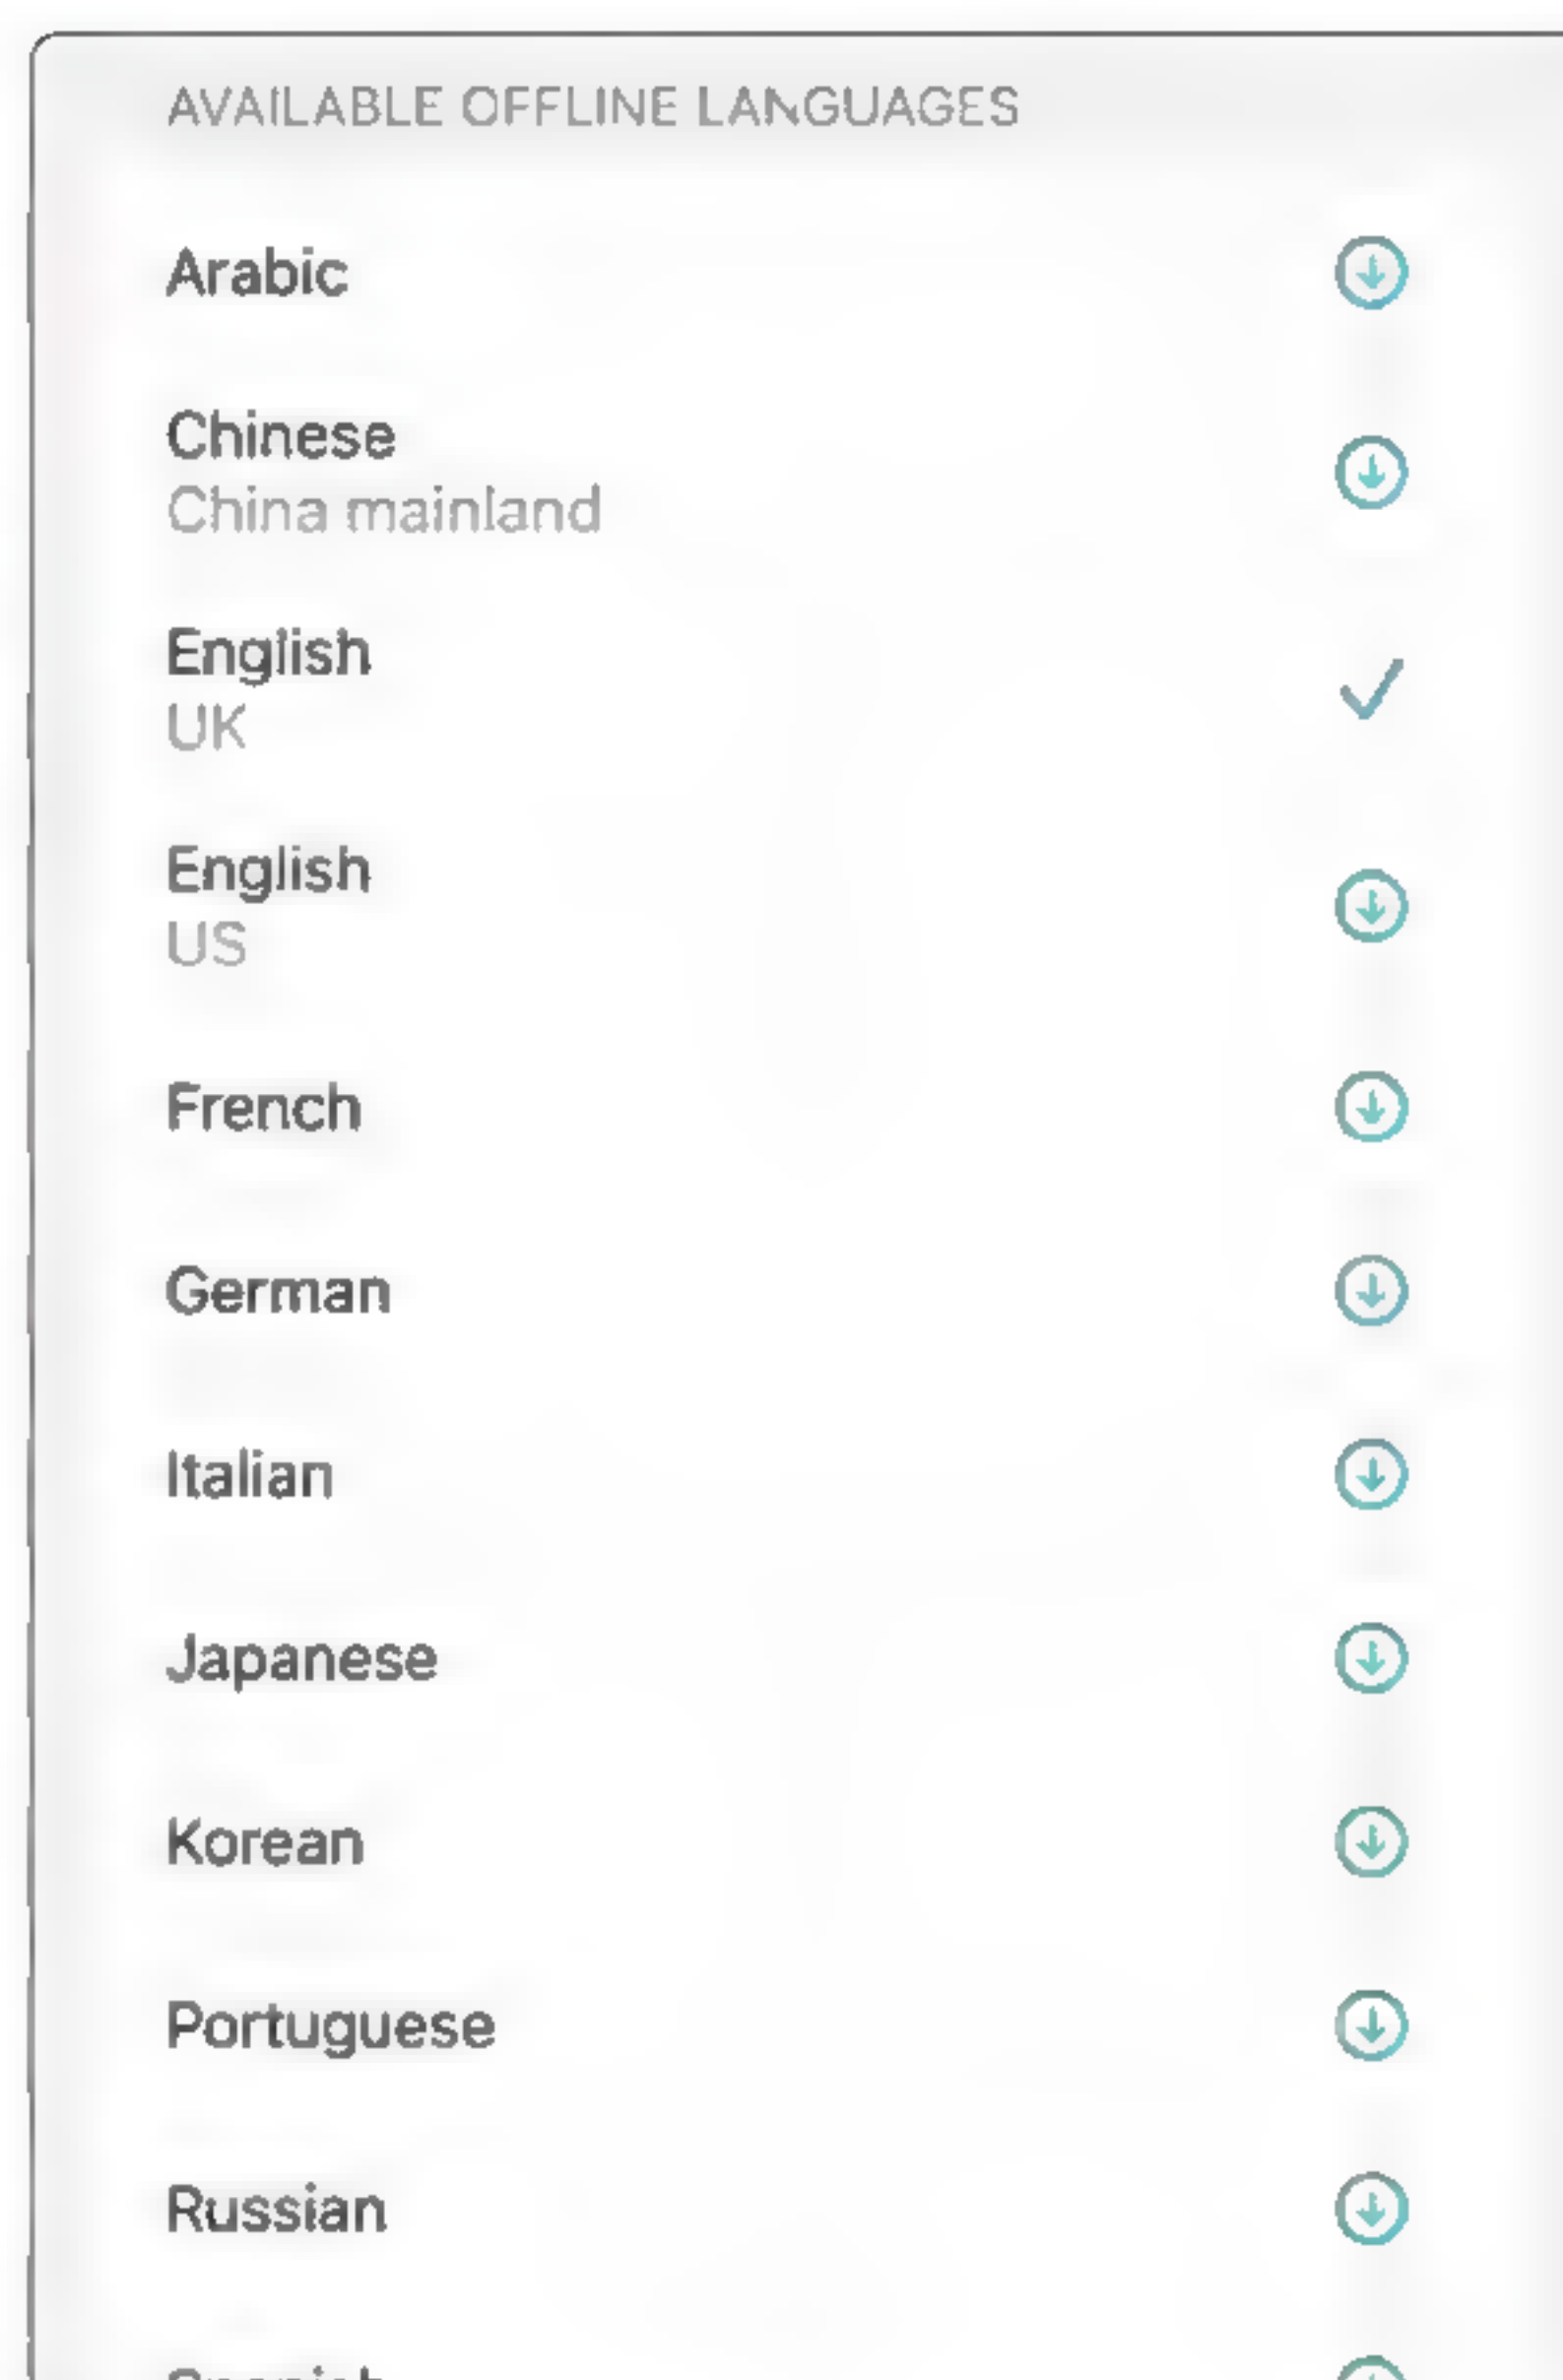 AVAILABLE OFFLINE LANGUAGES
Arabic
Chinese
China mainland
English
UK
English
US
French
German
Italian
Japanese
Korean
Portuguese
Russian